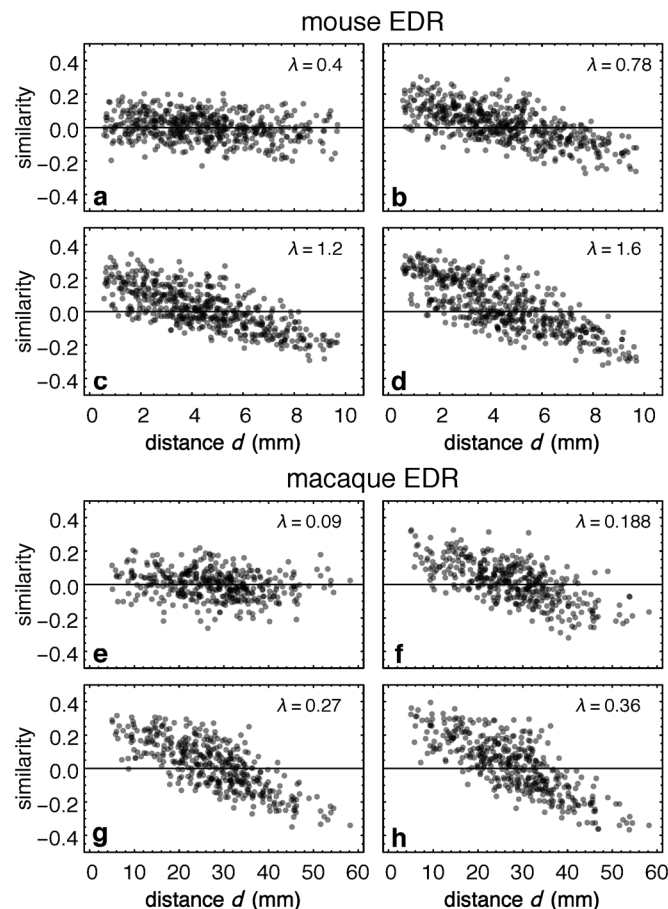 mouse EDR
similarity
0.4
0.2
0.0
−0.2
−0.4
λ = 0.4
a
λ = 0.78
b
similarity
0.4
0.2
0.0
−0.2
−0.4
λ = 1.2
c
λ = 1.6
d
0 2 4 6 8 10
0 2 4 6 8 10
distance d (mm)
distance d (mm)
macaque EDR
similarity
0.4
0.2
0.0
−0.2
−0.4
λ = 0.09
e
λ = 0.188
f
similarity
0.4
0.2
0.0
−0.2
−0.4
λ = 0.27
g
λ = 0.36
h
0 10 20 30 40 50 60
0 10 20 30 40 50 60
distance d (mm)
distance d (mm)